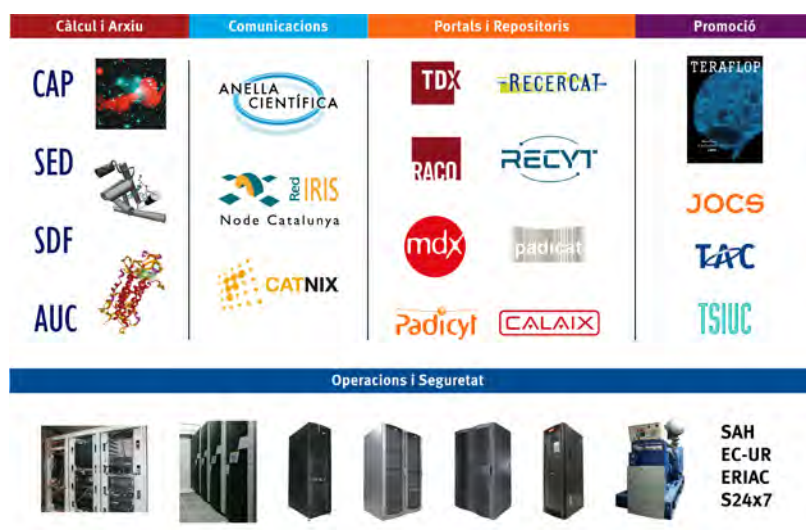 Càlcul i Arxiu
CAP
SED
SDF
AUC
Comunicacions
ANELLA
CIENTÍFICA
Red IRIS
Node Catalunya
CATNIX
Portals i Repositoris
TDX
RECERCAT
RACO
RECYT
mdx
padicat
Padicyt
CALAIX
Promoció
TERAFLOP
JOCS
TAC
TSIUC
Operacions i Seguretat
SAH
EC-UR
ERIAC
S24x7